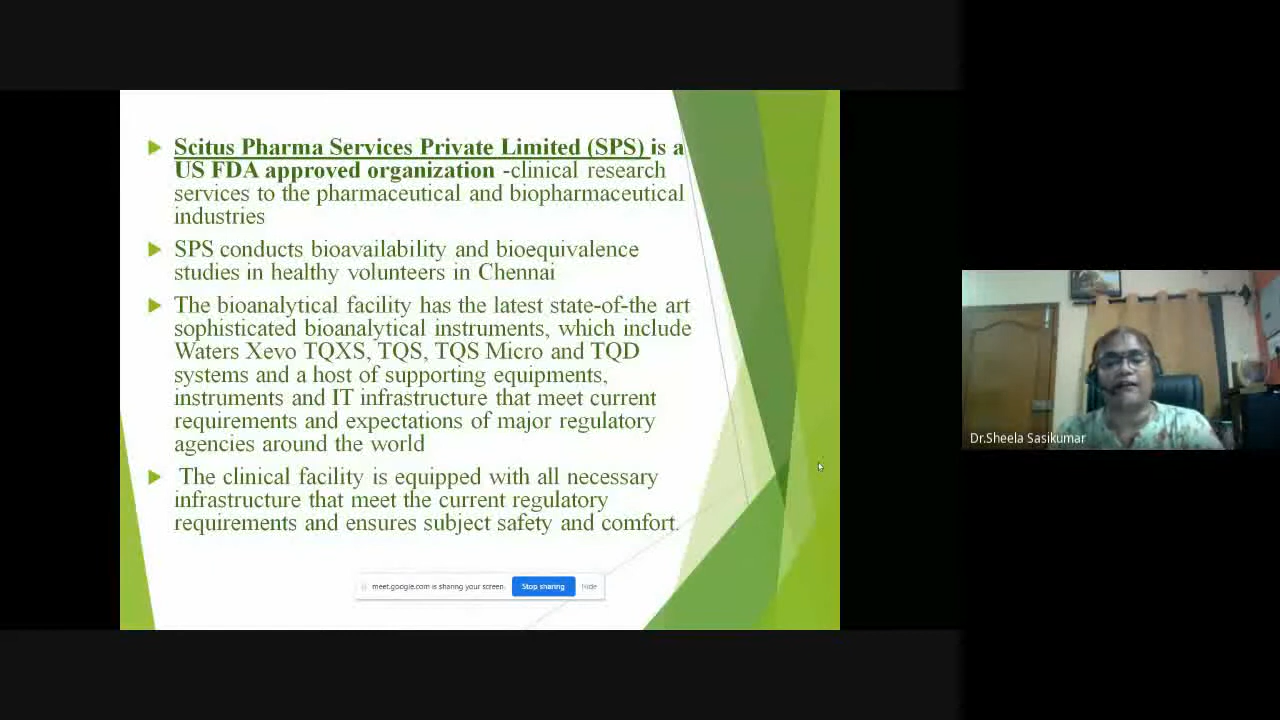 Scitus Pharma Services Private Limited (SPS) is a
US FDA approved organization -clinical research
services to the pharmaceutical and biopharmaceutical
industries
SPS conducts bioavailability and bioequivalence
studies in healthy volunteers in Chennai
The bioanalytical facility has the latest state-of-the art
sophisticated bioanalytical instruments, which include
Waters Xevo TQXS, TQS, TQS Micro and TQD
systems and a host of supporting equipments,
instruments and IT infrastructure that meet current
requirements and expectations of major regulatory
agencies around the world
The clinical facility is equipped with all necessary
infrastructure that meet the current regulatory
requirements and ensures subject safety and comfort.
meet.google.com is sharing your screen. Stop sharing Hide
Dr.Sheela Sasikumar